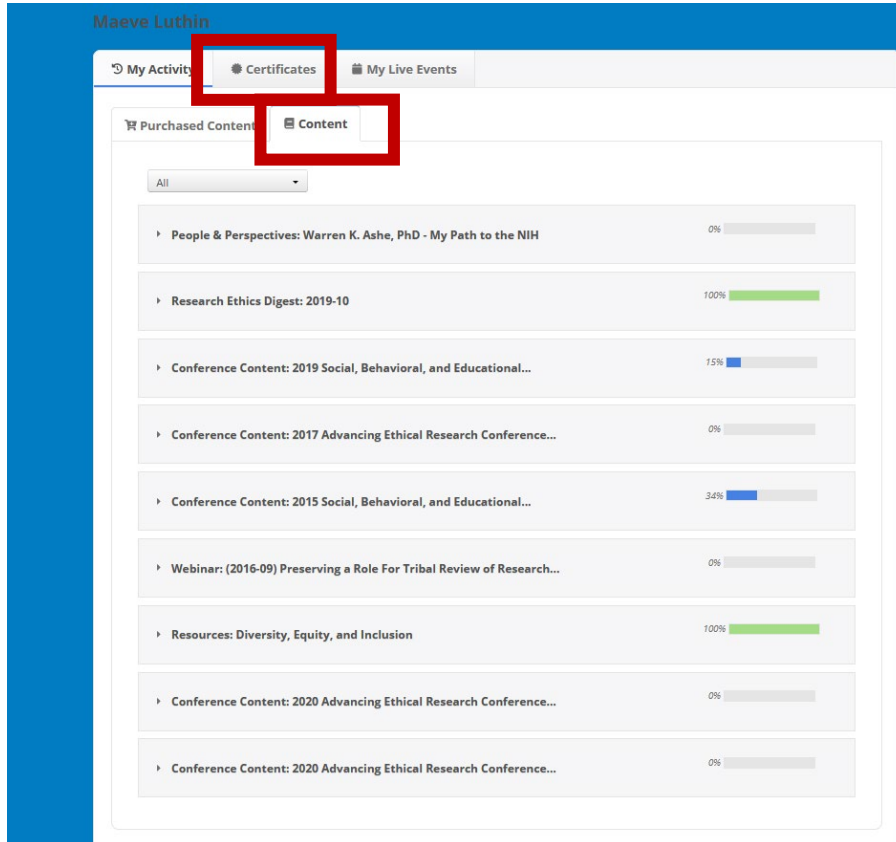 Maeve Luthin
My Activity Certificates My Live Events
Purchased Content Content
All
People & Perspectives: Warren K. Ashe, PhD - My Path to the NIH 0%
Research Ethics Digest: 2019-10 100%
Conference Content: 2019 Social, Behavioral, and Educational... 15%
Conference Content: 2017 Advancing Ethical Research Conference... 0%
Conference Content: 2015 Social, Behavioral, and Educational... 34%
Webinar: (2016-09) Preserving a Role For Tribal Review of Research... 0%
Resources: Diversity, Equity, and Inclusion 100%
Conference Content: 2020 Advancing Ethical Research Conference... 0%
Conference Content: 2020 Advancing Ethical Research Conference... 0%